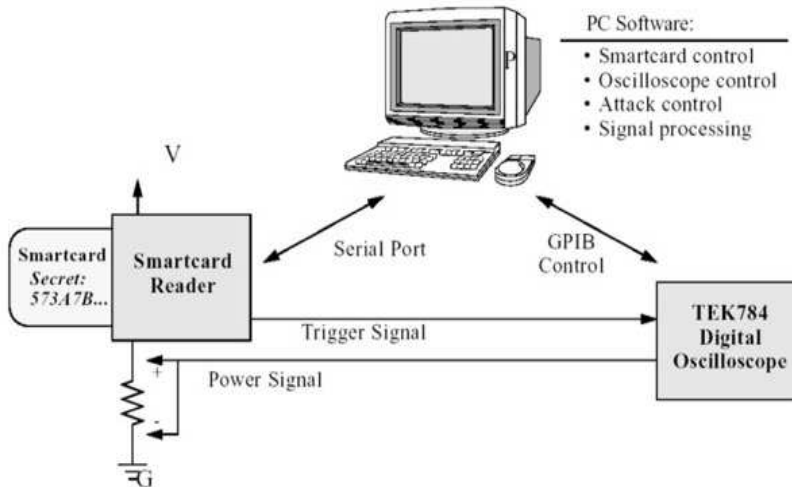 PC Software:
• Smartcard control
• Oscilloscope control
• Attack control
• Signal processing
P
V
Smartcard
Secret:
573A7B...
Smartcard
Reader
Serial Port
GPIB
Control
TEK784
Digital
Oscilloscope
Trigger Signal
Power Signal
+
-
G